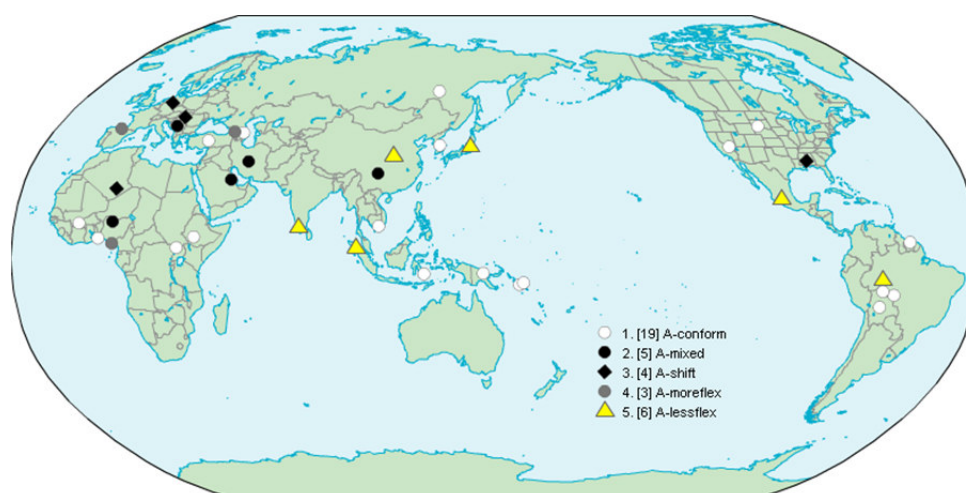 1. [19] A-conform
2. [5] A-mixed
3. [4] A-shift
4. [3] A-moreflex
5. [6] A-lessflex